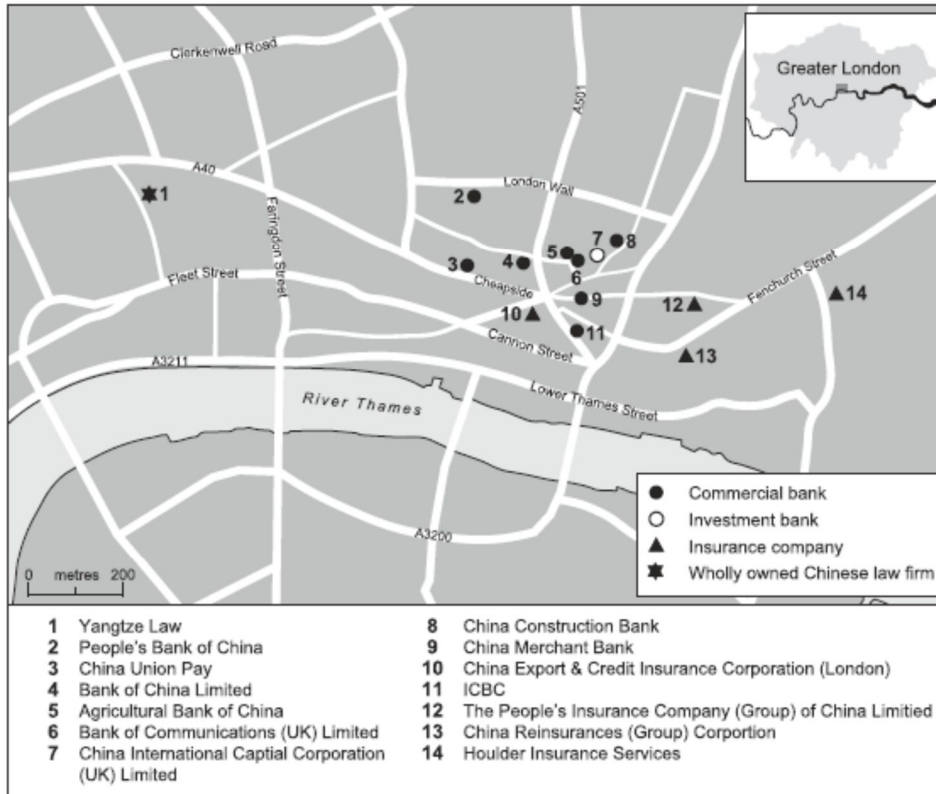 Clerkenwell Road
A501
Greater London
A40
London Wall
1
2
Faringdon Street
7
8
5
6
3
4
Cheapside
Fleet Street
9
12
Fenchurch Street
14
10
11
Cannon Street
13
A3211
River Thames
Lower Thames Street
A3200
0 metres 200
Commercial bank
Investment bank
Insurance company
Wholly owned Chinese law firm
1 Yangtze Law
2 People's Bank of China
3 China Union Pay
4 Bank of China Limited
5 Agricultural Bank of China
6 Bank of Communications (UK) Limited
7 China International Captial Corporation
(UK) Limited
8 China Construction Bank
9 China Merchant Bank
10 China Export & Credit Insurance Corporation (London)
11 ICBC
12 The People's Insurance Company (Group) of China Limitied
13 China Reinsurances (Group) Corportion
14 Houlder Insurance Services